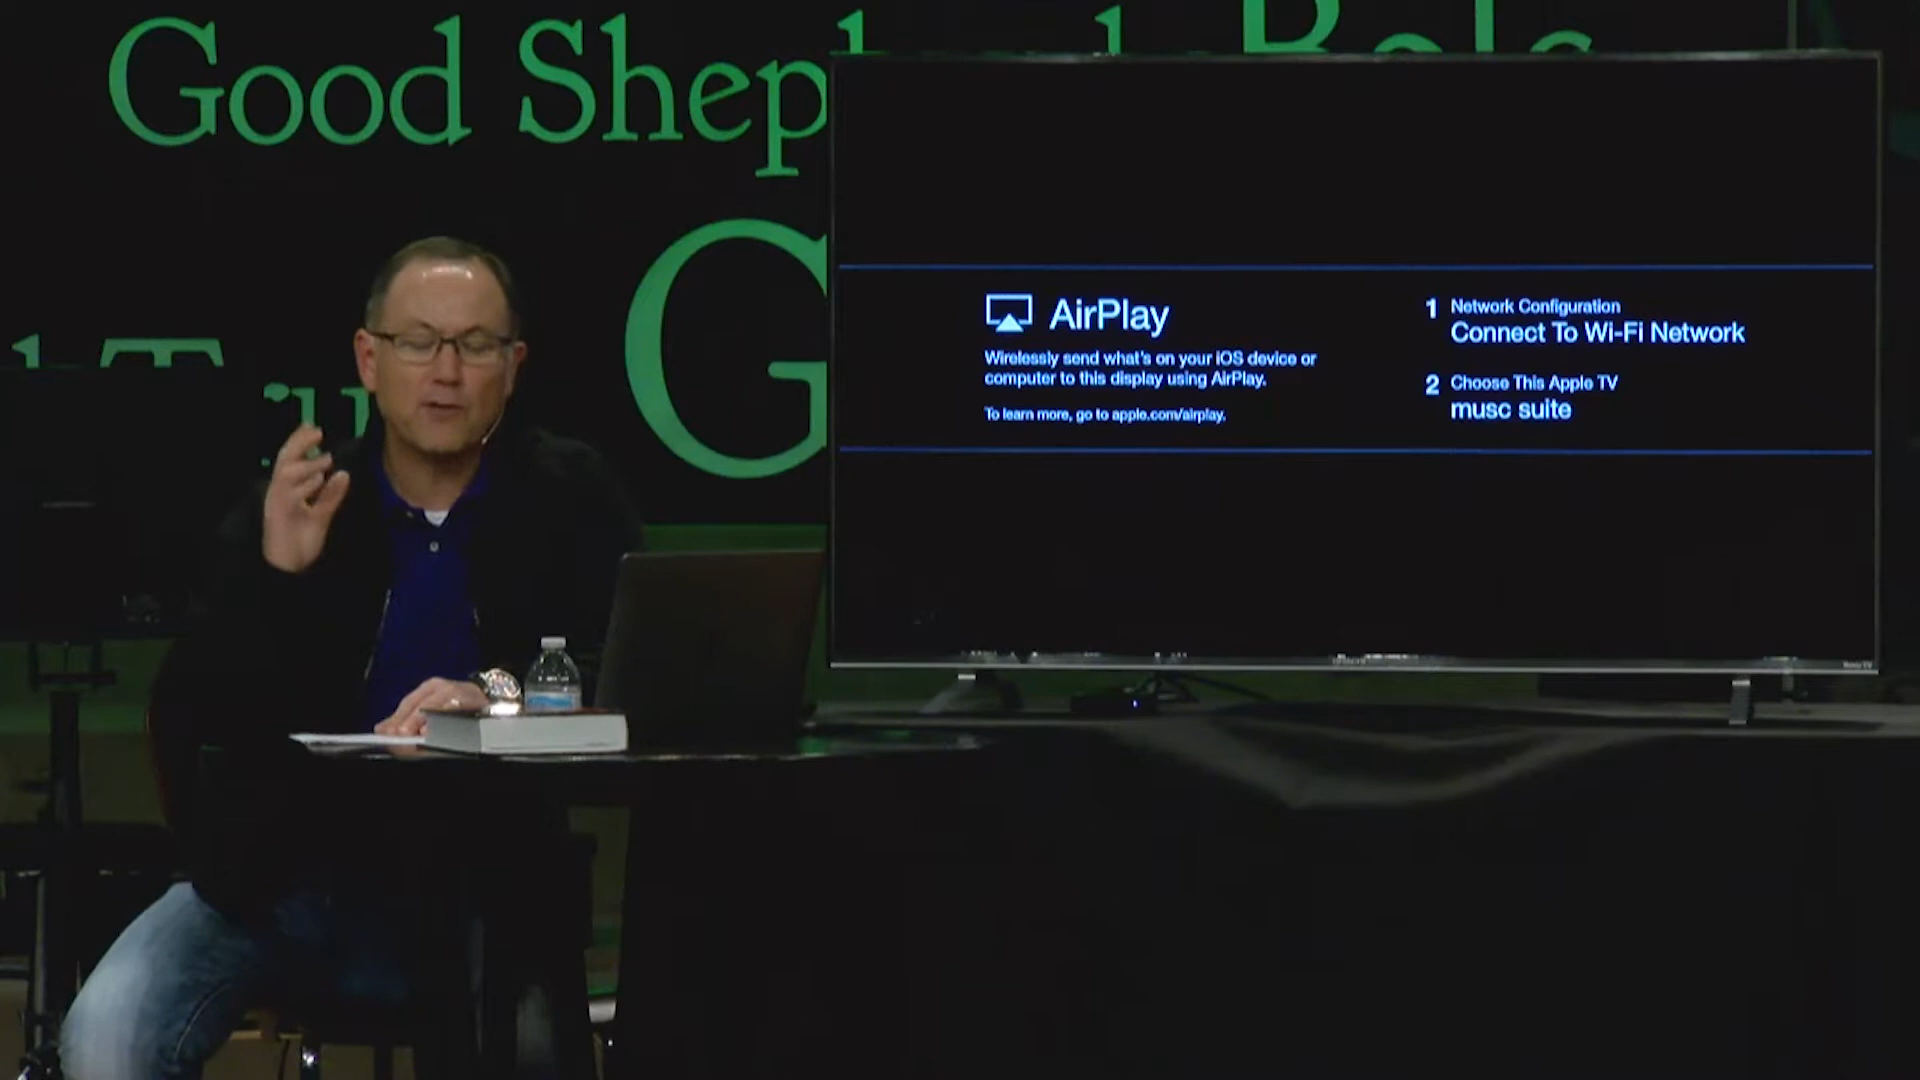 Good Shep
G
AirPlay
Wirelessly send what's on your iOS device or
computer to this display using AirPlay.
To learn more, go to apple.com/airplay.
1 Network Configuration
Connect To Wi-Fi Network
2 Choose This Apple TV
musc suite